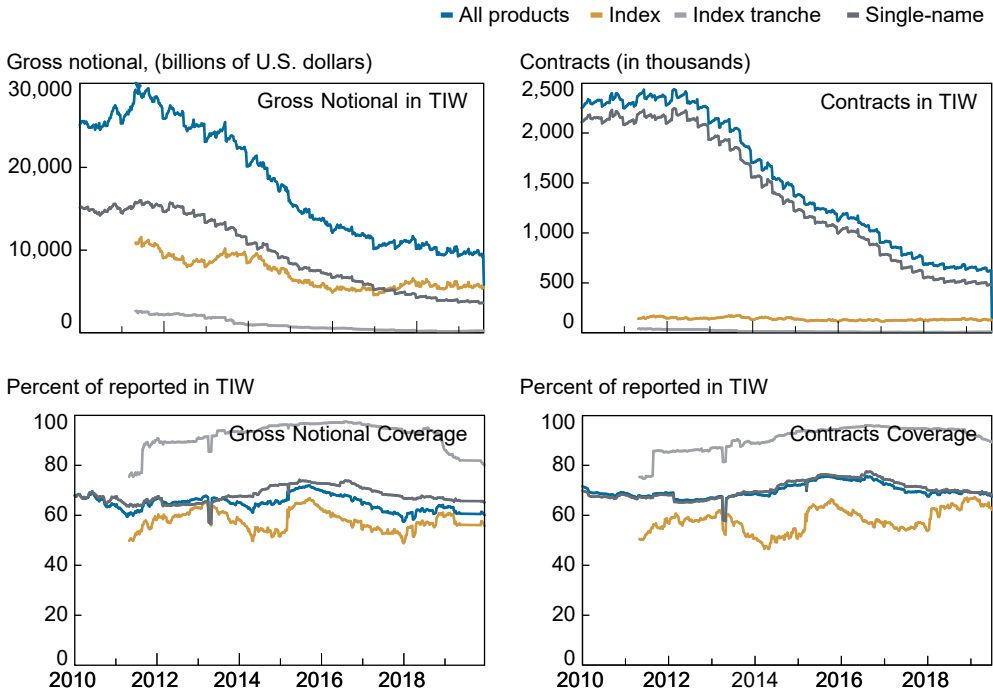 All products Index Index tranche Single-name
Gross notional, (billions of U.S. dollars)
Gross Notional in TIW
30,000
20,000
10,000
0
Contracts (in thousands)
Contracts in TIW
2,500
2,000
1,500
1,000
500
0
Percent of reported in TIW
Gross Notional Coverage
100
80
60
40
20
0
2010 2012 2014 2016 2018
Percent of reported in TIW
Contracts Coverage
100
80
60
40
20
0
2010 2012 2014 2016 2018